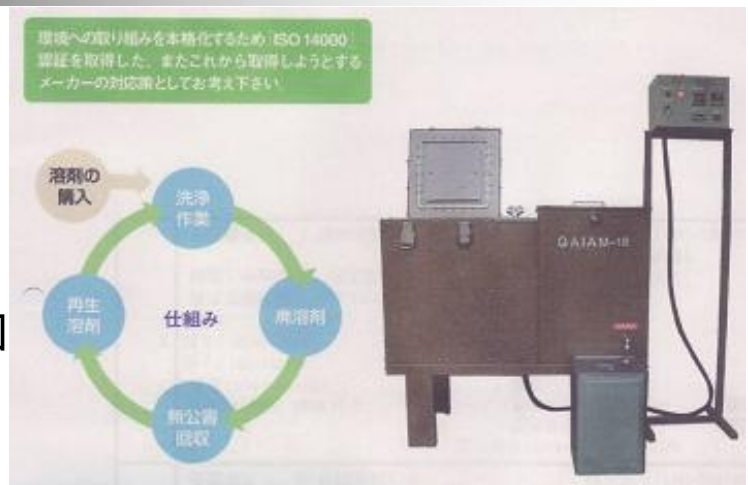 環境への取り組みを本格化するため「ISO 14000」
認証を取得した、またこれから取得しようとする
メーカーの対応策としてお考え下さい
溶剤の
購入
洗浄
作業
再生
溶剤
仕組み
廃溶剤
無公害
回収
GAIAM-18